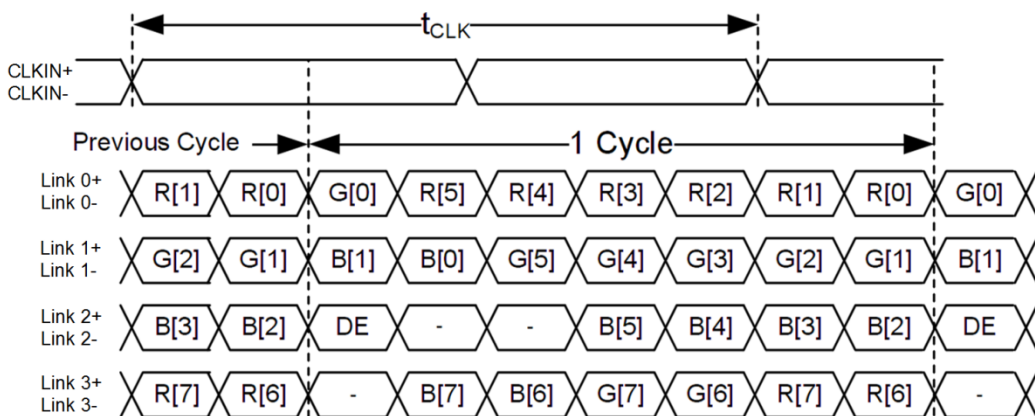 tCLK
CLKIN+
CLKIN-
Previous Cycle 1 Cycle
Link 0+
Link 0-
R[1] R[0] G[0] R[5] R[4] R[3] R[2] R[1] R[0] G[0]
Link 1+
Link 1-
G[2] G[1] B[1] B[0] G[5] G[4] G[3] G[2] G[1] B[1]
Link 2+
Link 2-
B[3] B[2] DE - - B[5] B[4] B[3] B[2] DE
Link 3+
Link 3-
R[7] R[6] - B[7] B[6] G[7] G[6] R[7] R[6] -